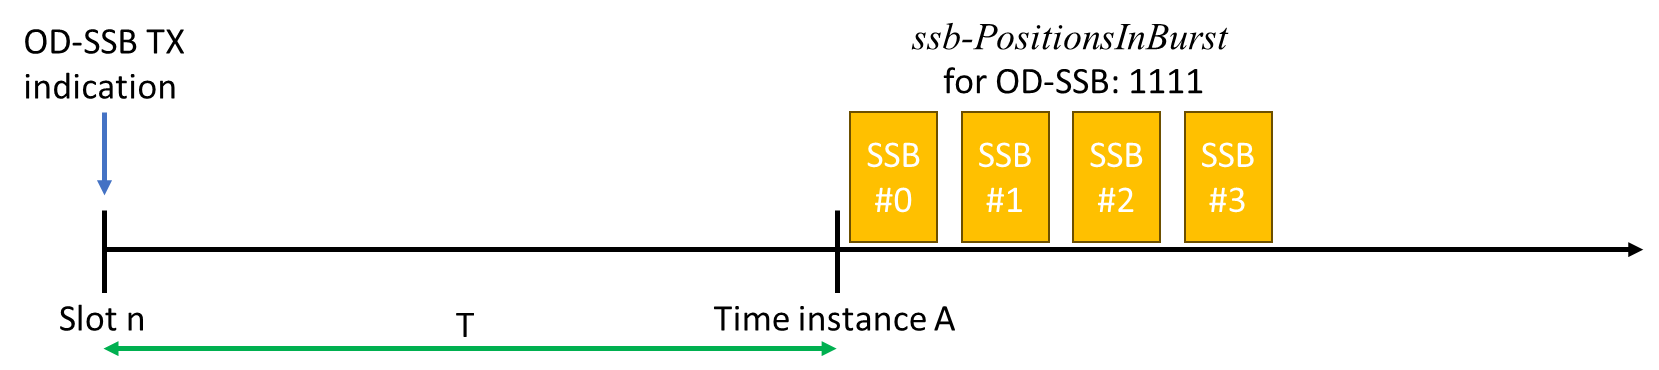 OD-SSB TX
indication
ssb-PositionsInBurst
for OD-SSB: 1111
SSB
#0
SSB
#1
SSB
#2
SSB
#3
Slot n
T
Time instance A